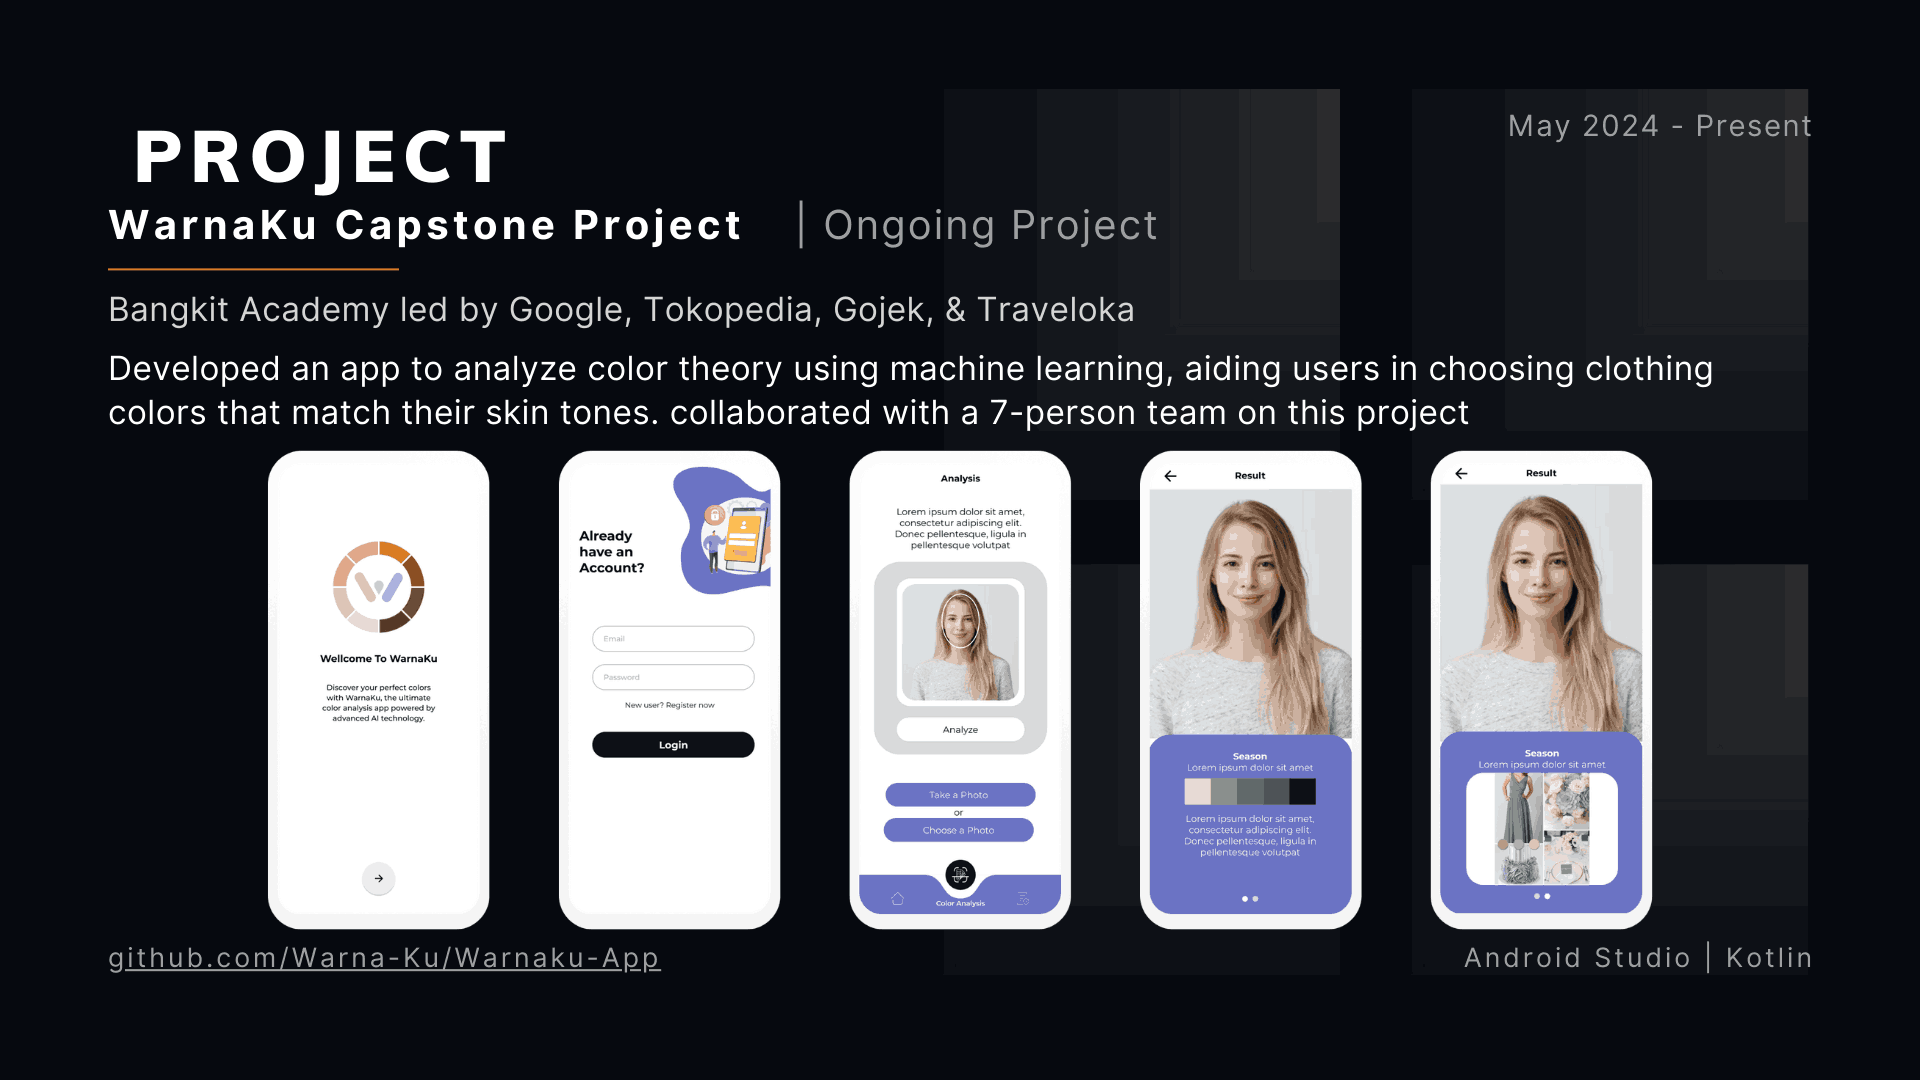 PROJECT
May 2024 - Present
WarnaKu Capstone Project | Ongoing Project
Bangkit Academy led by Google, Tokopedia, Gojek, & Traveloka
Developed an app to analyze color theory using machine learning, aiding users in choosing clothing
colors that match their skin tones. collaborated with a 7-person team on this project
Wellcome To WarnaKu
Discover your perfect colors
with WarnaKu, the ultimate
color analysis app powered by
advanced AI technology.
Already
have an
Account?
Email
Password
New user? Register now
Login
Analysis
Lorem ipsum dolor sit amet,
consectetur adipiscing elit.
Donec pellentesque, ligula in
pellentesque volutpat
Analyze
Take a Photo
or
Choose a Photo
Color Analysis
Result
Season
Lorem ipsum dolor sit amet
Lorem ipsum dolor sit amet,
consectetur adipiscing elit.
Donec pellentesque, ligula in
pellentesque volutpat
Result
Season
Lorem ipsum dolor sit amet
github.com/Warna-Ku/Warnaku-App
Android Studio | Kotlin